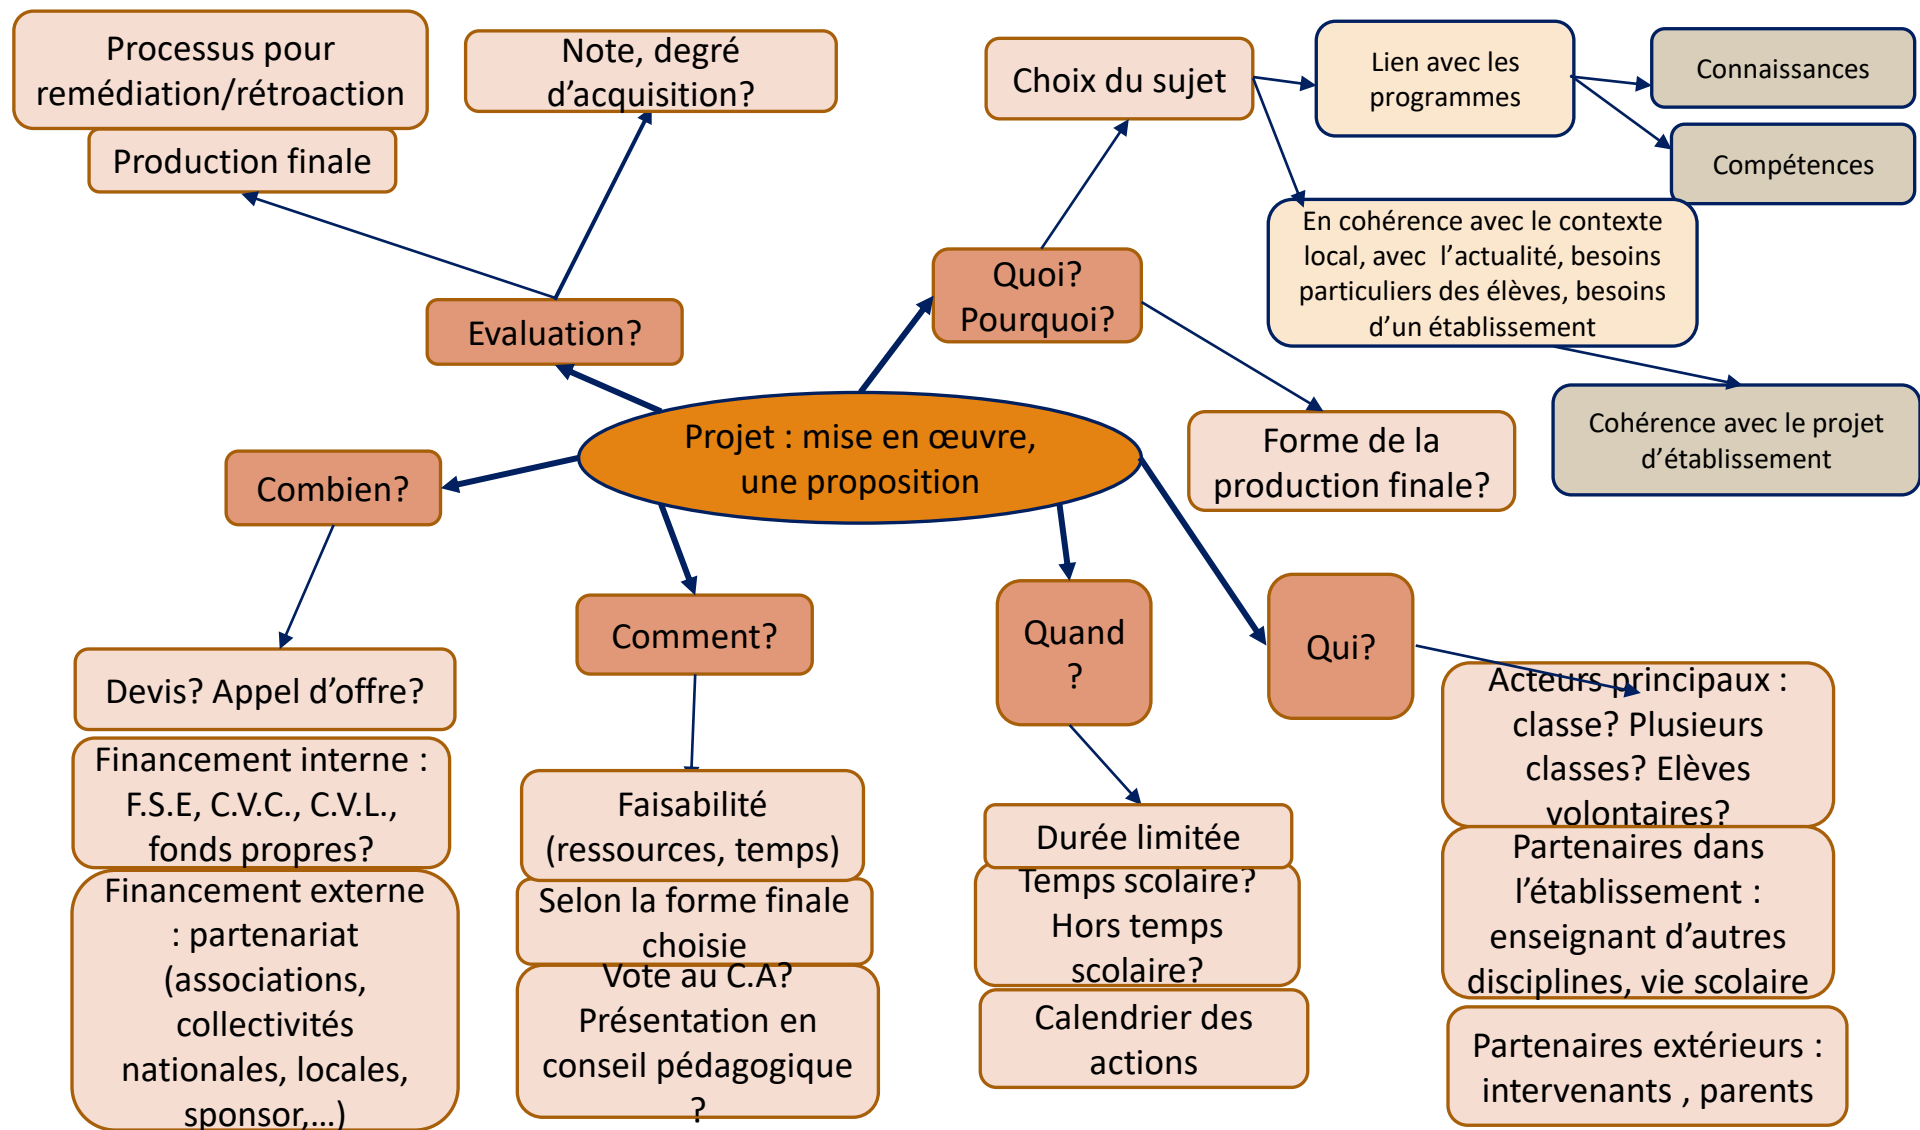 Processus pour
remédiation/rétroaction
Production finale
Note, degré
d’acquisition?
Choix du sujet
Lien avec les
programmes
Connaissances
Compétences
En cohérence avec le contexte
local, avec  l’actualité, besoins
particuliers des élèves, besoins
d’un établissement
Cohérence avec le projet
d’établissement
Quoi?
Pourquoi?
Forme de la
production finale?
Evaluation?
Projet : mise en œuvre,
une proposition
Combien?
Devis? Appel d’offre?
Financement interne :
F.S.E, C.V.C., C.V.L.,
fonds propres?
Financement externe
: partenariat
(associations,
collectivités
nationales, locales,
sponsor,…)
Comment?
Faisabilité
(ressources, temps)
Selon la forme finale
choisie
Vote au C.A?
Présentation en
conseil pédagogique
?
Quand
?
Durée limitée
Temps scolaire?
Hors temps
scolaire?
Calendrier des
actions
Qui?
Acteurs principaux :
classe? Plusieurs
classes? Elèves
volontaires?
Partenaires dans
l’établissement :
enseignant d’autres
disciplines, vie scolaire
Partenaires extérieurs :
intervenants , parents